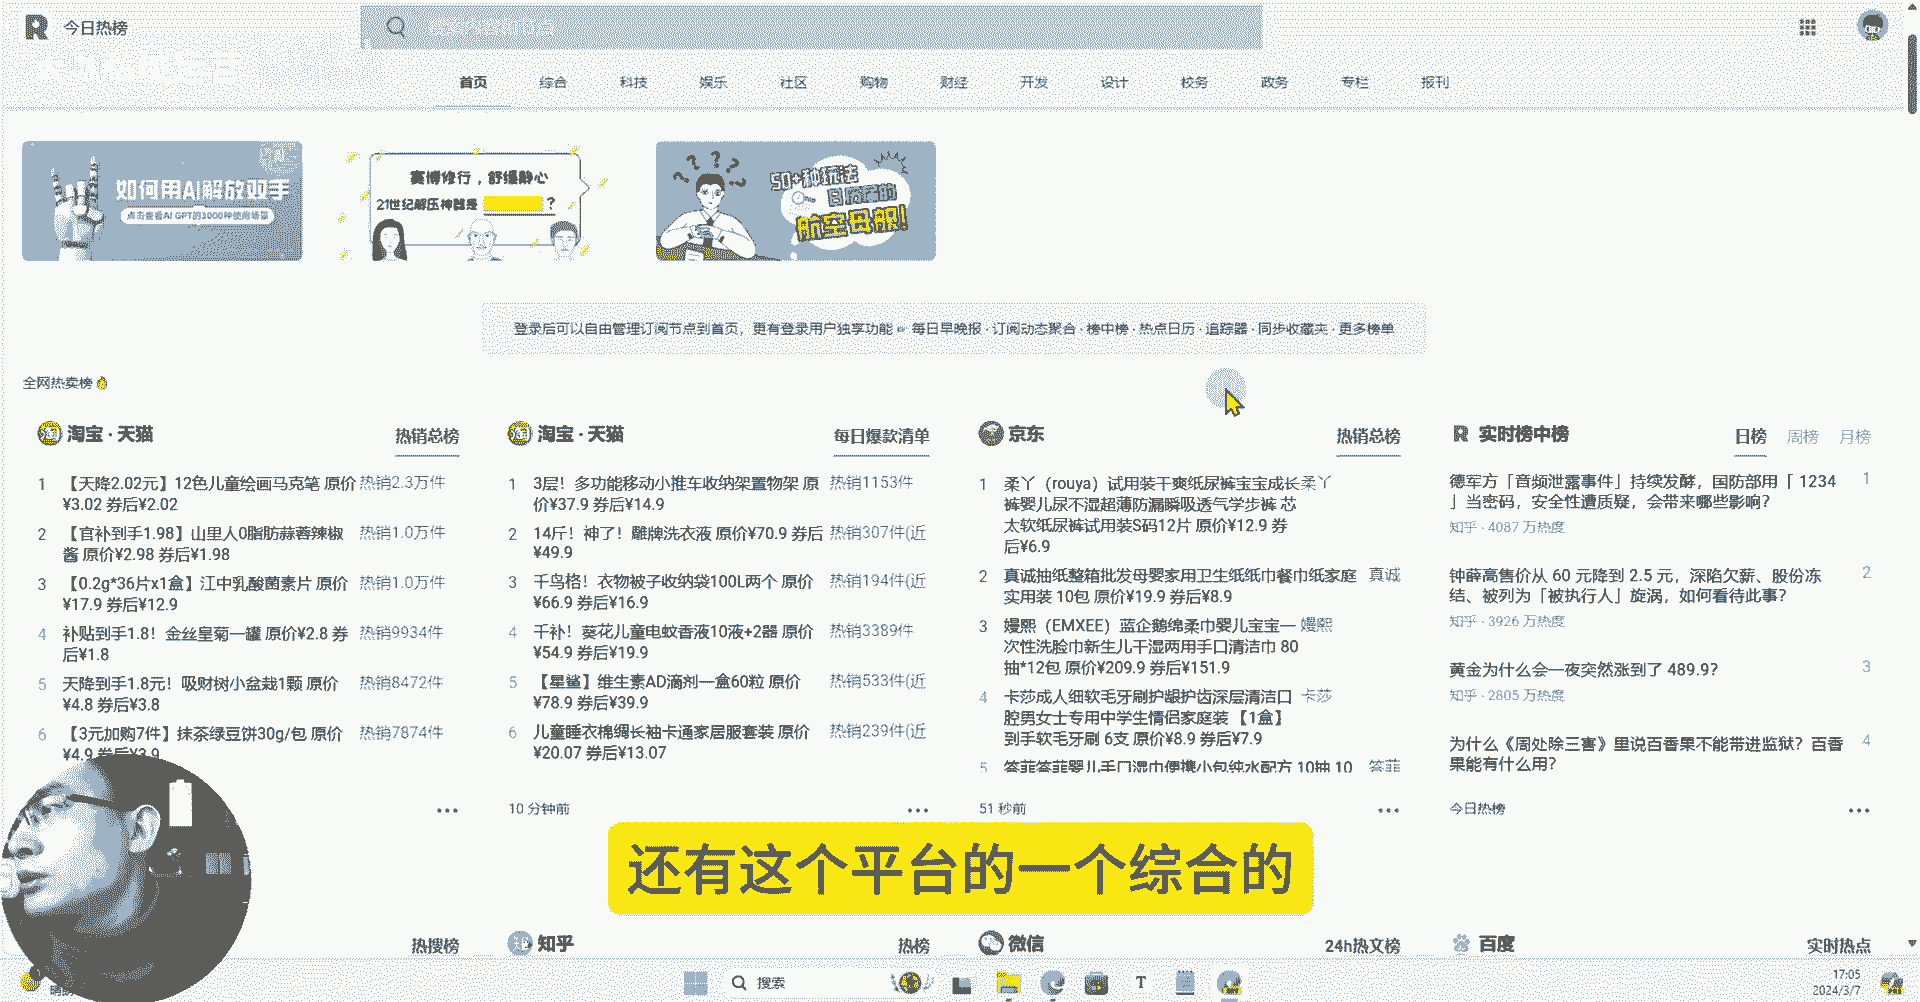 今日热榜
首页 综合 科技 娱乐 社区 购物 财经 开发 设计 校务 政务 专栏 报刊
如何用AI解放双手
点击查看AI GPT的3000种使用场景
赛博修行，舒缓静心
21世纪解压神器是 ?
50+种玩法
日历界的
航空母舰!
登录后可以自由管理订阅节点到首页，更有登录用户独享功能 每日早晚报 · 订阅动态聚合 · 榜中榜 · 热点日历 · 追踪器 · 同步收藏夹 · 更多榜单
全网热卖榜
淘宝 · 天猫 热销总榜
1 【天降2.02元】12色儿童绘画马克笔 原价 热销2.3万件
¥3.02 券后¥2.02
2 【官补到手1.98】山里人0脂肪蒜蓉辣椒 热销1.0万件
酱 原价¥2.98 券后¥1.98
3 【0.2g*36片x1盒】江中乳酸菌素片 原价 热销1.0万件
¥17.9 券后¥12.9
4 补贴到手1.8！金丝皇菊一罐 原价¥2.8 券 热销9934件
后¥1.8
5 天降到手1.8元！吸财树小盆栽1颗 原价 热销8472件
¥4.8 券后¥3.8
6 【3元加购7件】抹茶绿豆饼30g/包 原价 热销7874件
¥4.9 券后¥3.9
淘宝 · 天猫 每日爆款清单
1 3层！多功能移动小推车收纳架置物架 原 热销1153件
价¥37.9 券后¥14.9
2 14斤！神了！雕牌洗衣液 原价¥70.9 券后 热销307件(近
¥49.9
3 千鸟格！衣物被子收纳袋100L两个 原价 热销194件(近
¥66.9 券后¥16.9
4 千补！葵花儿童电蚊香液10液+2器 原价 热销3389件
¥54.9 券后¥19.9
5 【星鲨】维生素AD滴剂一盒60粒 原价 热销533件(近
¥78.9 券后¥39.9
6 儿童睡衣棉绸长袖卡通家居服套装 原价 热销239件(近
¥20.07 券后¥13.07
10 分钟前
京东 热销总榜
1 柔丫（rouya）试用装干爽纸尿裤宝宝成长 柔丫
裤婴儿尿不湿超薄防漏瞬吸透气学步裤 芯
太软纸尿裤试用装S码12片 原价¥12.9 券
后¥6.9
2 真诚抽纸整箱批发母婴家用卫生纸纸巾餐巾纸家庭 真诚
实用装 10包 原价¥19.9 券后¥8.9
3 嫚熙（EMXEE）蓝企鹅绵柔巾婴儿宝宝一 嫚熙
次性洗脸巾新生儿干湿两用手口清洁巾 80
抽*12包 原价¥209.9 券后¥151.9
4 卡莎成人细软毛牙刷护龈护齿深层清洁口 卡莎
腔男女士专用中学生情侣家庭装 【1盒】
到手软毛牙刷 6支 原价¥8.9 券后¥7.9
5 答菲答菲婴儿手口湿巾便携小包纯水配方 10抽 10 答菲
51 秒前
实时榜中榜 日榜 周榜 月榜
德军方「音频泄露事件」持续发酵，国防部用「 1234 1
」当密码，安全性遭质疑，会带来哪些影响？
知乎 · 4087 万热度
钟薛高售价从 60 元降到 2.5 元，深陷欠薪、股份冻 2
结、被列为「被执行人」旋涡，如何看待此事？
知乎 · 3926 万热度
黄金为什么会一夜突然涨到了 489.9? 3
知乎 · 2805 万热度
为什么《周处除三害》里说百香果不能带进监狱？百香 4
果能有什么用？
今日热榜
还有这个平台的一个综合的
热搜榜
知乎 热榜
微信 24h热文榜
百度 实时热点
搜索
17:05
2024/3/7